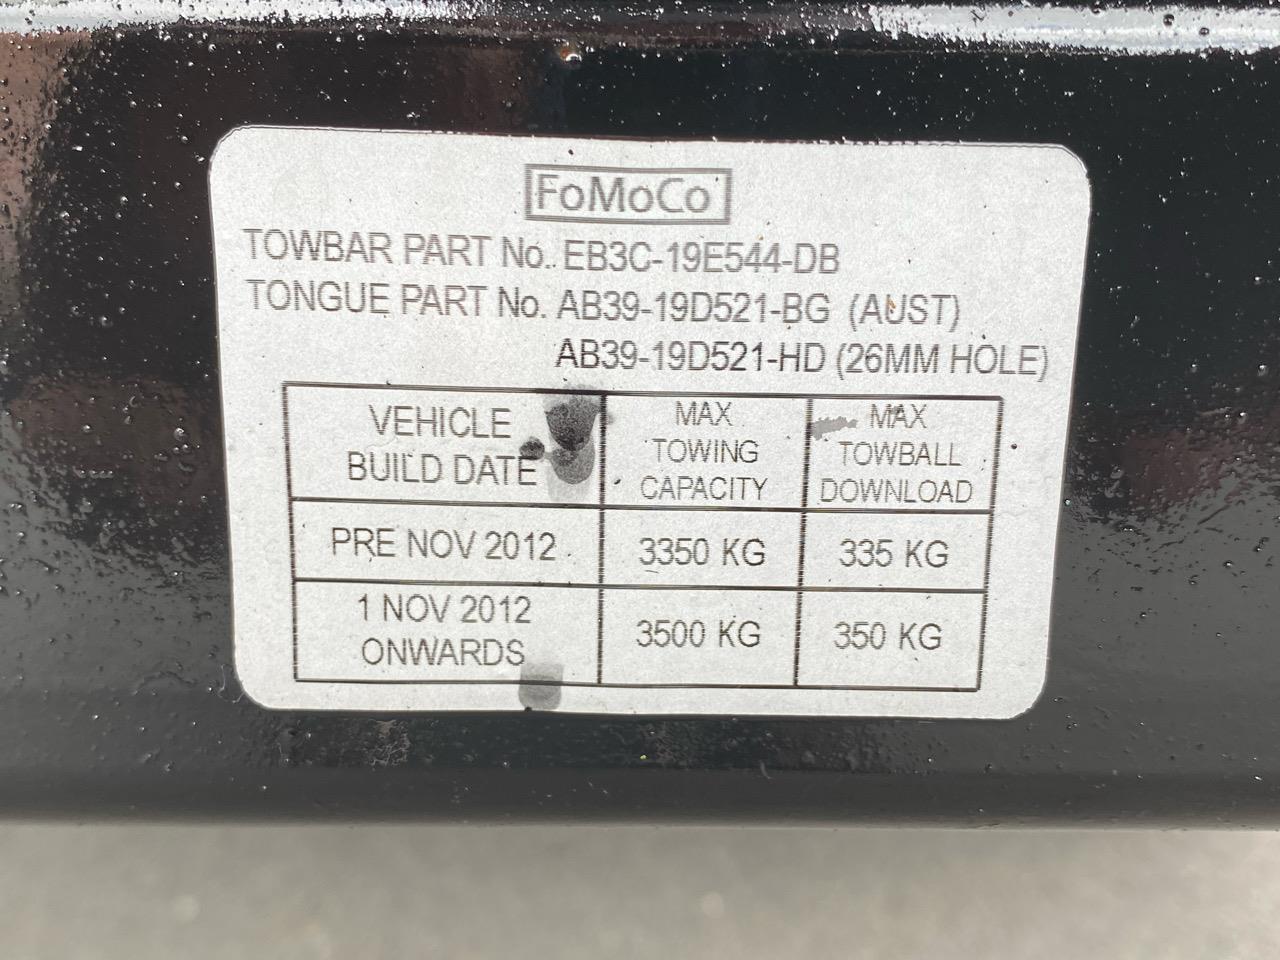 FoMoCo
TOWBAR PART No. EB3C-19E544-DB
TONGUE PART No. AB39-19D521-BG (AUST)
AB39-19D521-HD (26MM HOLE)
VEHICLE BUILD DATE
MAX TOWING CAPACITY
MAX TOWBALL DOWNLOAD
PRE NOV 2012 3350 KG 335 KG
1 NOV 2012 ONWARDS 3500 KG 350 KG